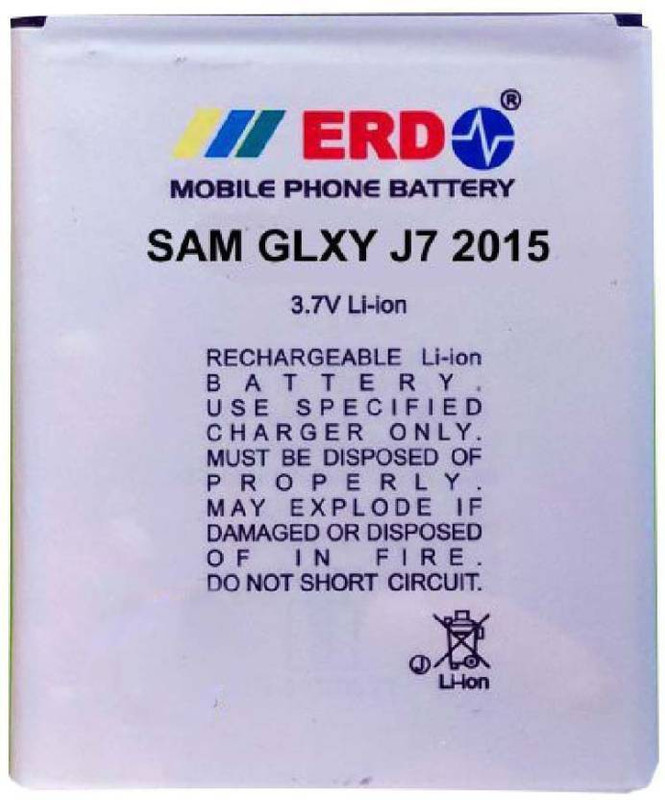 ERD ®
MOBILE PHONE BATTERY
SAM GLXY J7 2015
3.7V Li-ion
RECHARGEABLE Li-ion
BATTERY.
USE SPECIFIED
CHARGER ONLY.
MUST BE DISPOSED OF
PROPERLY.
MAY EXPLODE IF
DAMAGED OR DISPOSED
OF IN FIRE.
DO NOT SHORT CIRCUIT.
J
Li-ion